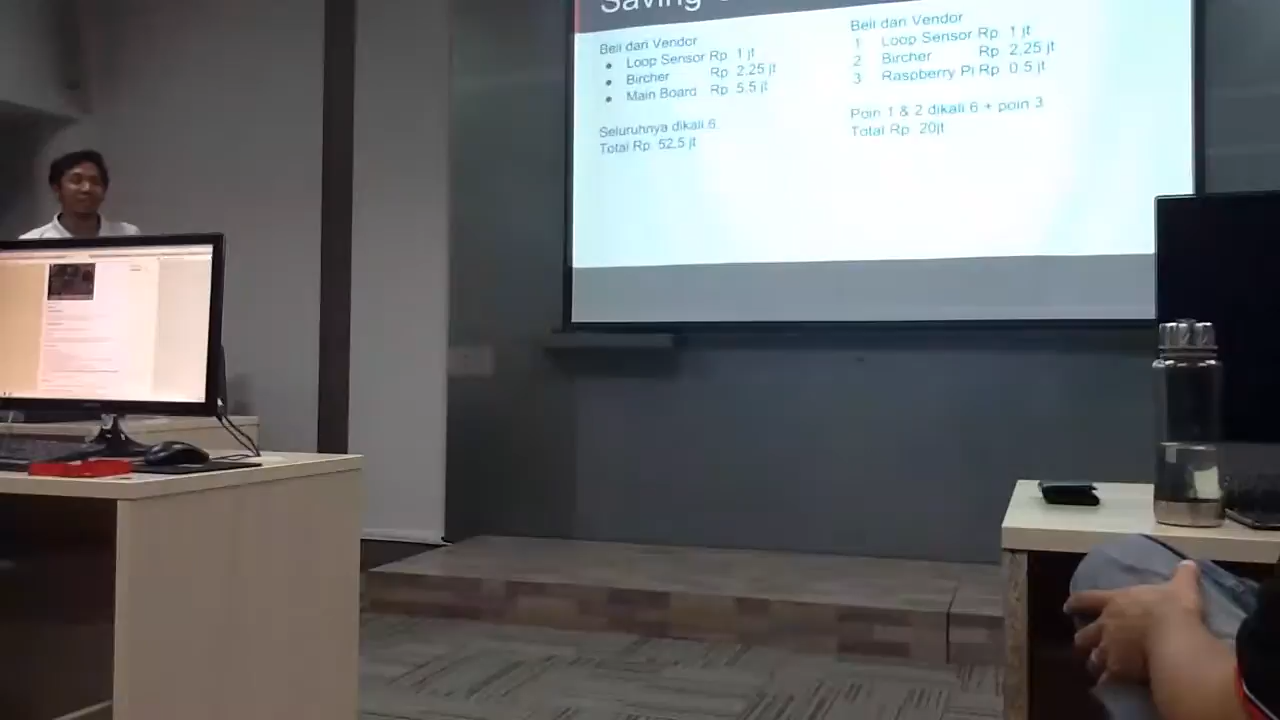 Saving
Beli dari Vendor
• Loop Sensor Rp 1 jt
• Bircher Rp 2.25 jt
• Main Board Rp 5.5 jt
Seluruhnya dikali 6
Total Rp 52.5 jt
Beli dari Vendor
1 Loop Sensor Rp 1 jt
2 Bircher Rp 2.25 jt
3 Raspberry Pi Rp 0.5 jt
Poin 1 & 2 dikali 6 + poin 3
Total Rp 20jt